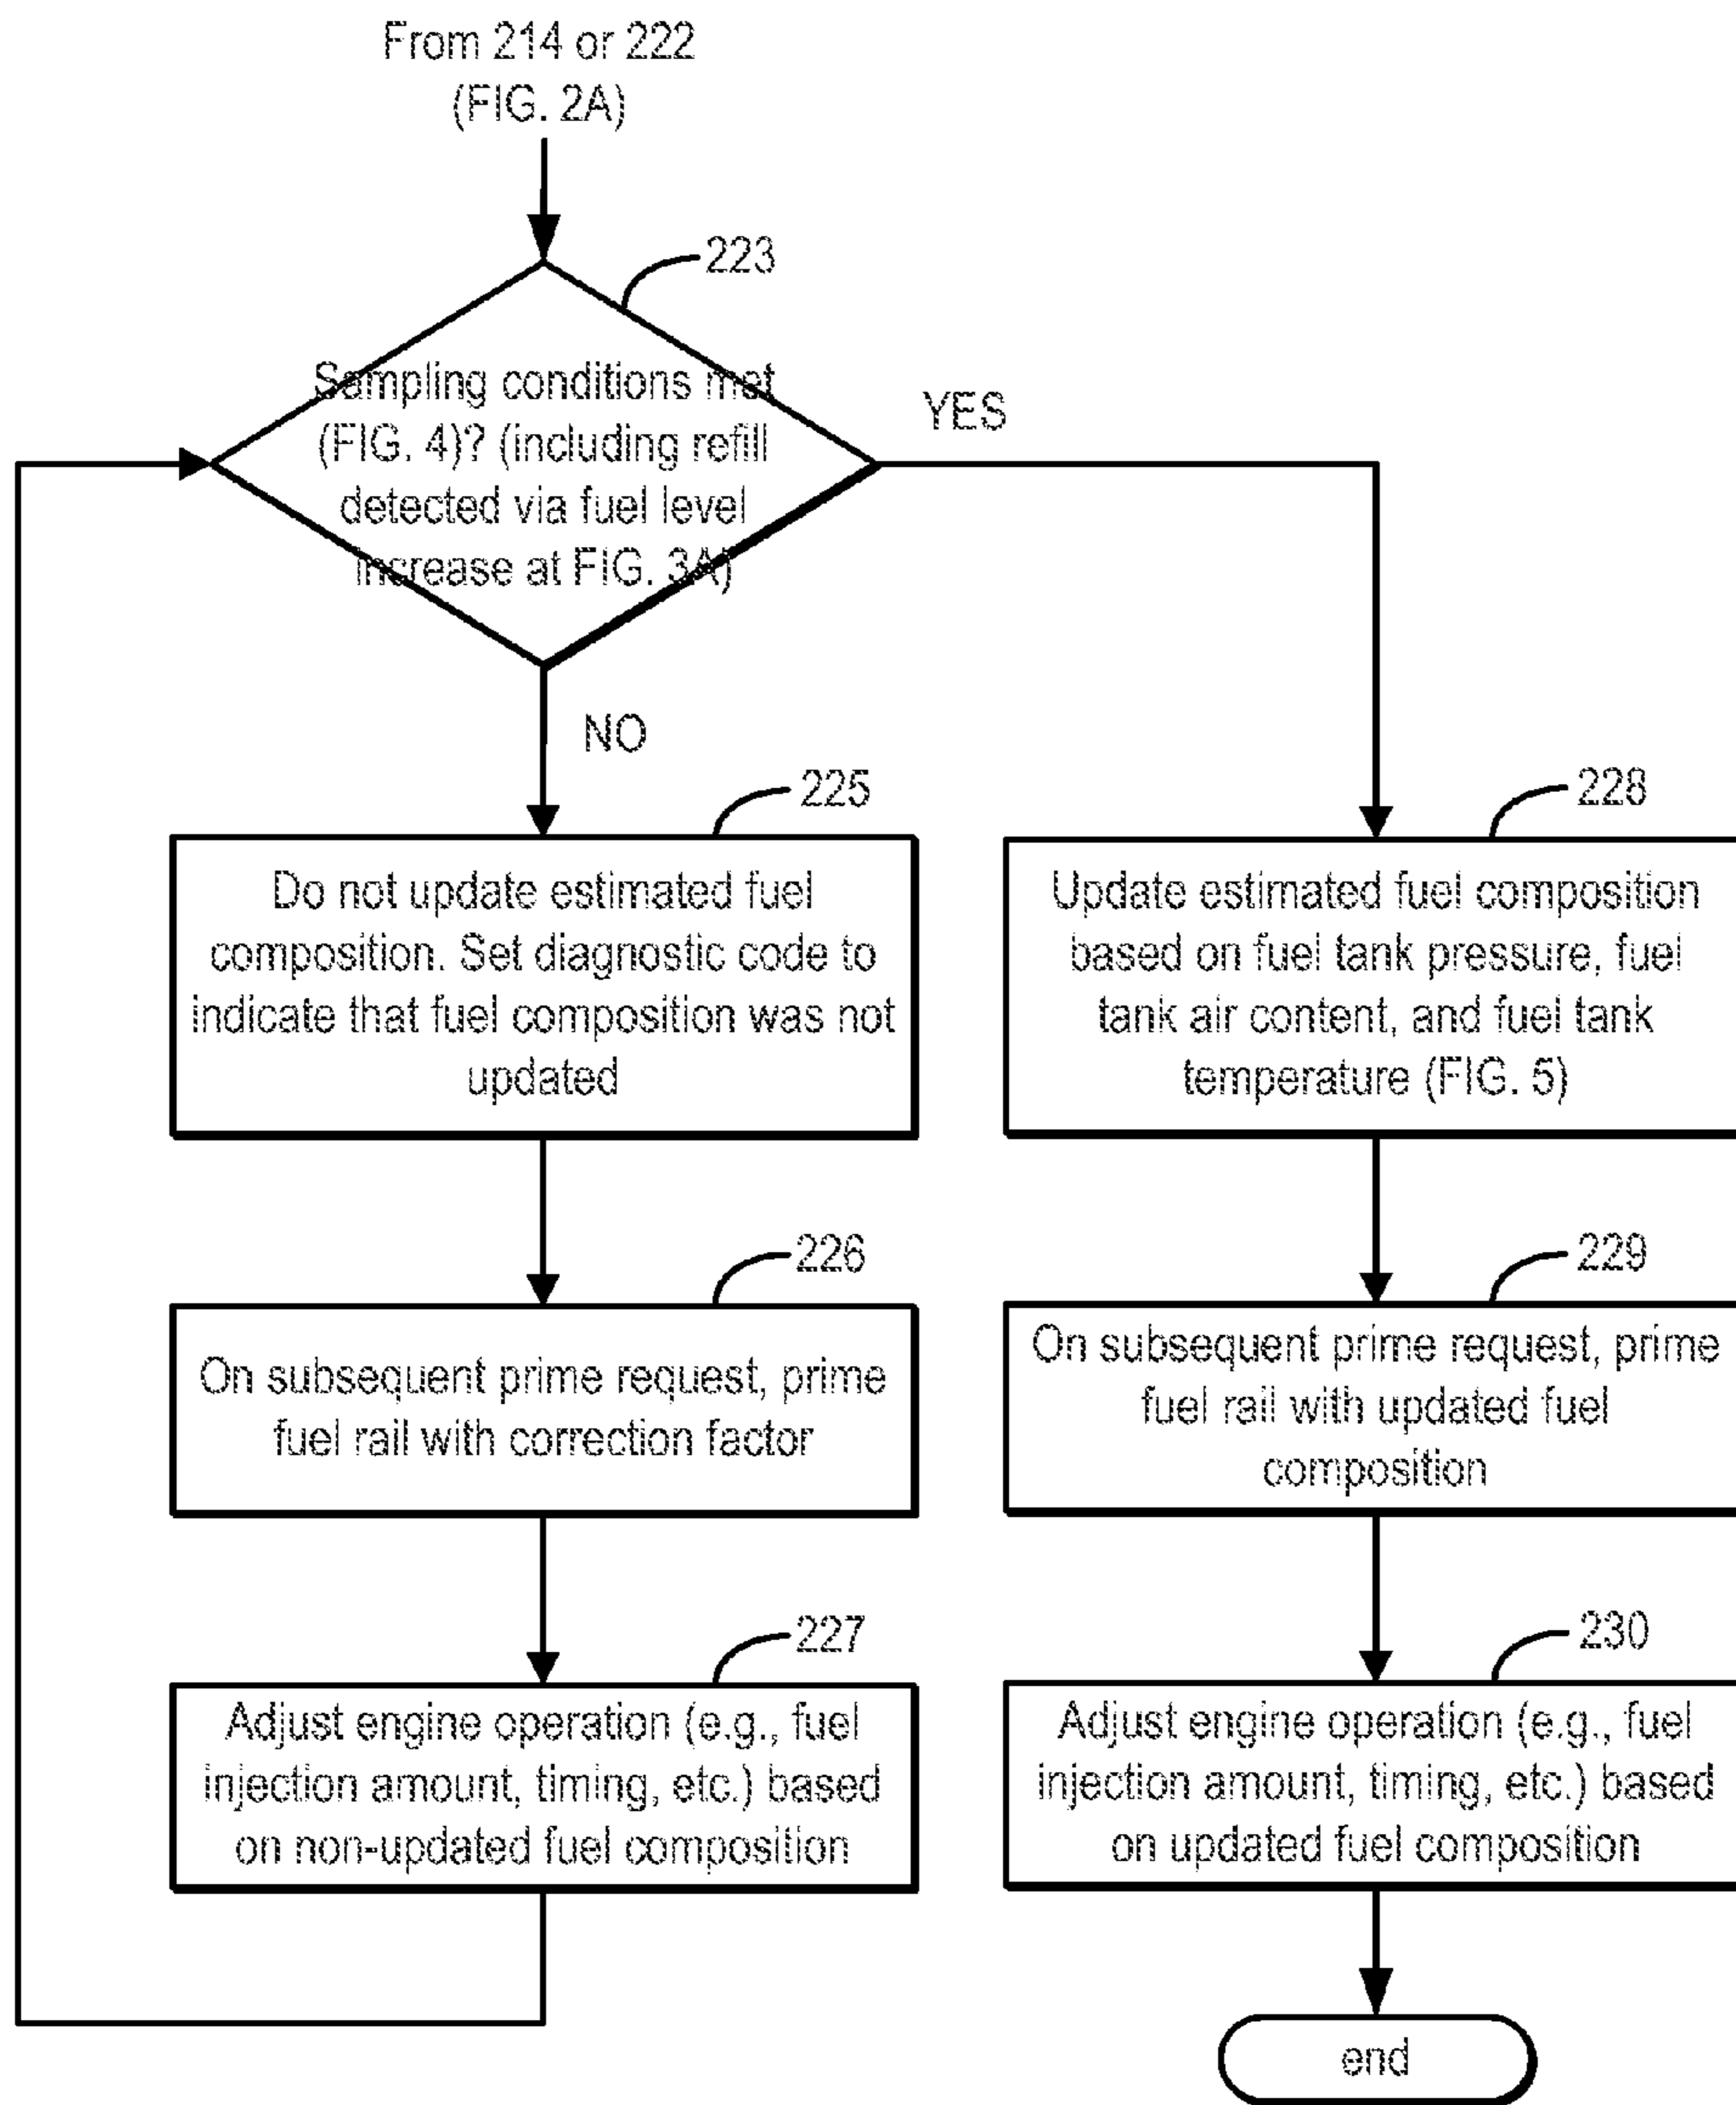 From 214 or 222
(FIG. 2A)
223
Sampling conditions met
(FIG. 4)? (including refill
detected via fuel level
increase at FIG. 3A)
YES
NO
225
Do not update estimated fuel
composition. Set diagnostic code to
indicate that fuel composition was not
updated
228
Update estimated fuel composition
based on fuel tank pressure, fuel
tank air content, and fuel tank
temperature (FIG. 5)
226
On subsequent prime request, prime
fuel rail with correction factor
229
On subsequent prime request, prime
fuel rail with updated fuel
composition
227
Adjust engine operation (e.g., fuel
injection amount, timing, etc.) based
on non-updated fuel composition
230
Adjust engine operation (e.g., fuel
injection amount, timing, etc.) based
on updated fuel composition
end